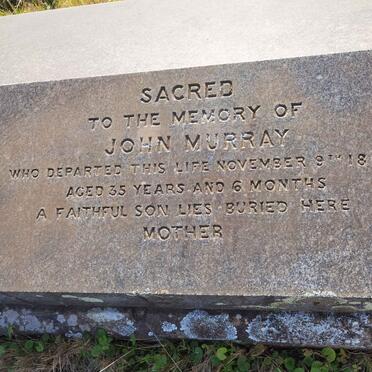 SACRED
TO THE MEMORY OF
JOHN MURRAY
WHO DEPARTED THIS LIFE NOVEMBER 9TH 18
AGED 35 YEARS AND 6 MONTHS
A FAITHFUL SON LIES BURIED HERE
MOTHER